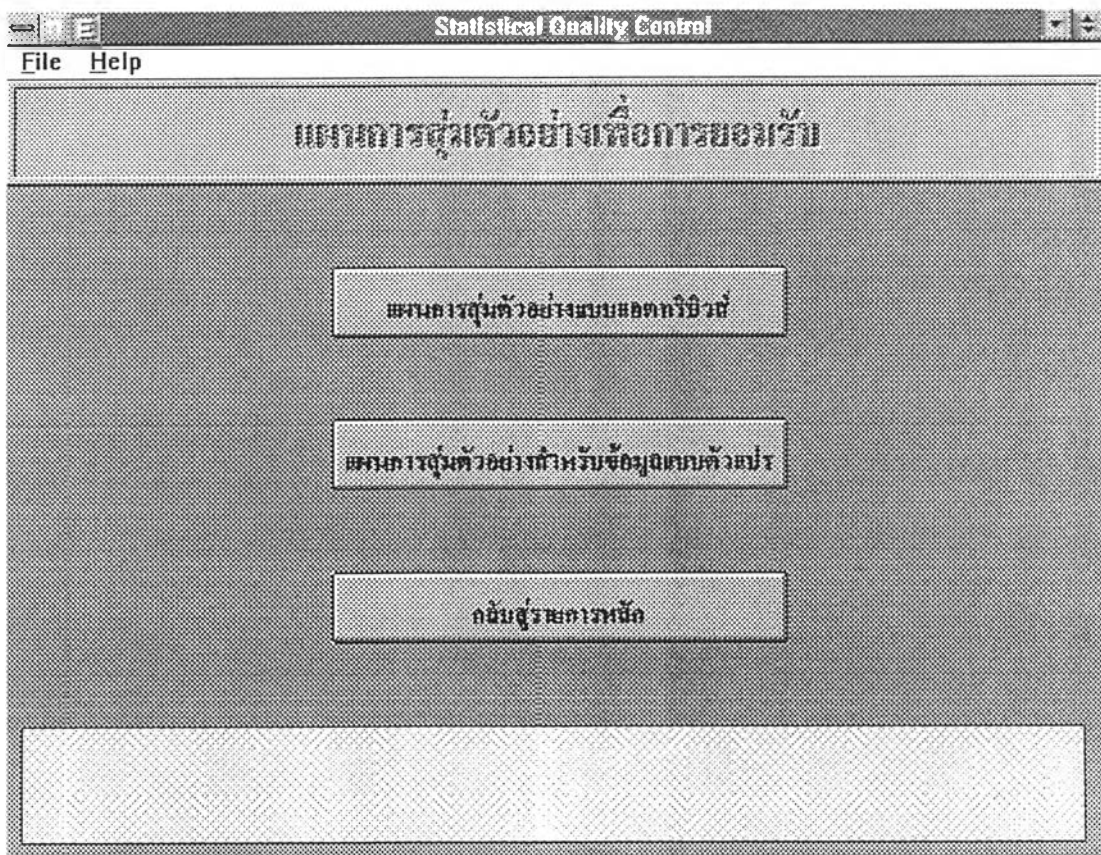 Statistical Quality Control
File Help
แผนการสุ่มตัวอย่างเพื่อการยอมรับ
แผนการสุ่มตัวอย่างแบบแอตทริบิวส์
แผนการสุ่มตัวอย่างสำหรับข้อมูลแบบตัวแปร
กลับสู่รายการหลัก